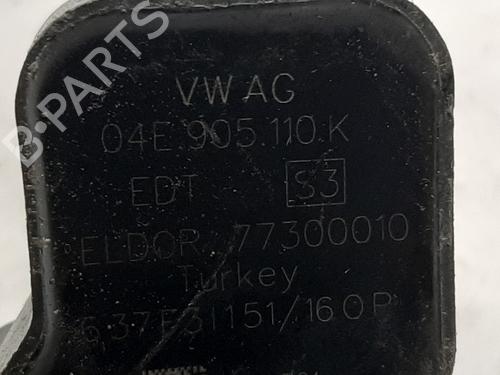 VW AG
04E.905.110.K
EDT S3
ELDOR 77300010
Turkey
B-PARTS